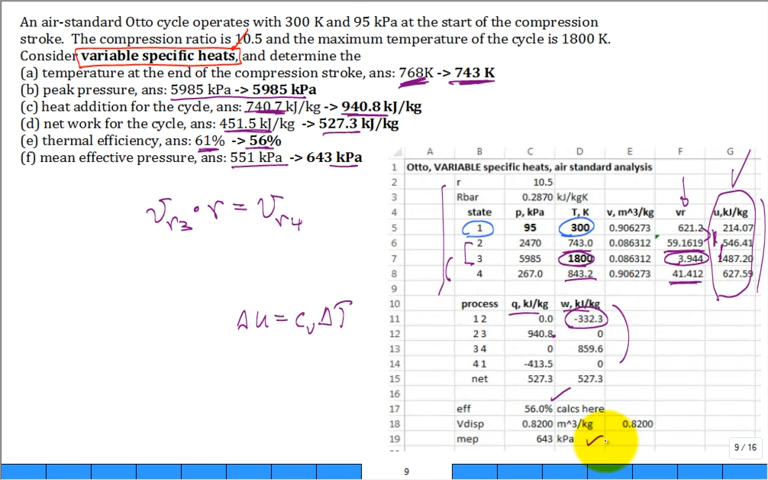 An air-standard Otto cycle operates with 300 K and 95 kPa at the start of the compression
stroke. The compression ratio is 10.5 and the maximum temperature of the cycle is 1800 K.
Consider variable specific heats, and determine the
(a) temperature at the end of the compression stroke, ans: 768K -> 743 K
(b) peak pressure, ans: 5985 kPa -> 5985 kPa
(c) heat addition for the cycle, ans: 740.7 kJ/kg -> 940.8 kJ/kg
(d) net work for the cycle, ans: 451.5 kJ/kg -> 527.3 kJ/kg
(e) thermal efficiency, ans: 61% -> 56%
(f) mean effective pressure, ans: 551 kPa -> 643 kPa
A B C D E F G
1 Otto, VARIABLE specific heats, air standard analysis
2 r 10.5
3 Rbar 0.2870 kJ/kgK
4 state p, kPa T, K v, m^3/kg vr u,kJ/kg
5 1 95 300 0.906273 621.2 214.07
6 2 2470 743.0 0.086312 59.1619 546.41
7 3 5985 1800 0.086312 3.944 1487.20
8 4 267.0 843.2 0.906273 41.412 627.59
9
10 process q, kJ/kg w, kJ/kg
11 1 2 0.0 -332.3
12 2 3 940.8 0
13 3 4 0 859.6
14 4 1 -413.5 0
15 net 527.3 527.3
16
17 eff 56.0% calcs here
18 Vdisp 0.8200 m^3/kg 0.8200
19 mep 643 kPa
Vr3 · r = Vr4
Δu = cv ΔT
9 / 16
9